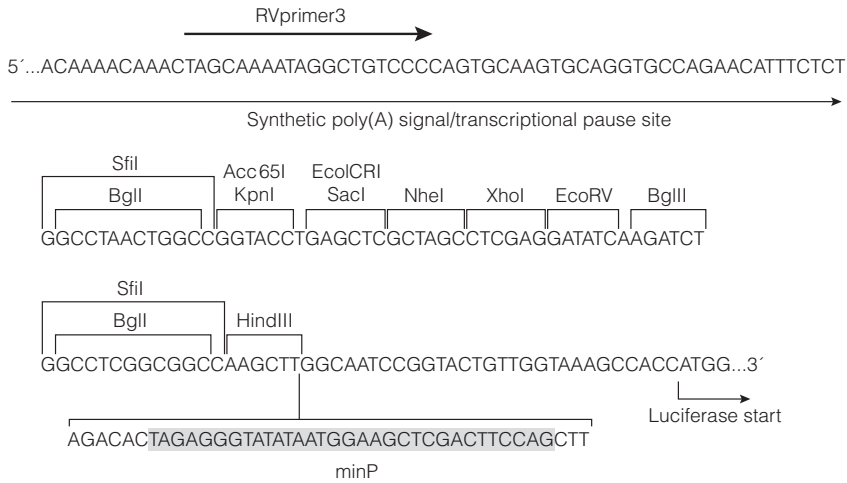 RVprimer3
5´...ACAAAACAAACTAGCAAAATAGGCTGTCCCCAGTGCAAGTGCAGGTGCCAGAACATTTCTCT
Synthetic poly(A) signal/transcriptional pause site
SfiI
Acc65I
EcolCRI
BglI
KpnI
SacI
NheI
XhoI
EcoRV
BglII
GGCCTAACTGGCCGGTACCTGAGCTCGCTAGCCTCGAGGATATCAAGATCT
SfiI
BglI
HindIII
GGCCTCGGCGGCCAAGCTTGGCAATCCGGTACTGTTGGTAAAGCCACCATGG...3´
Luciferase start
AGACACTAGAGGGTATATAATGGAAGCTCGACTTCCAGCTT
minP